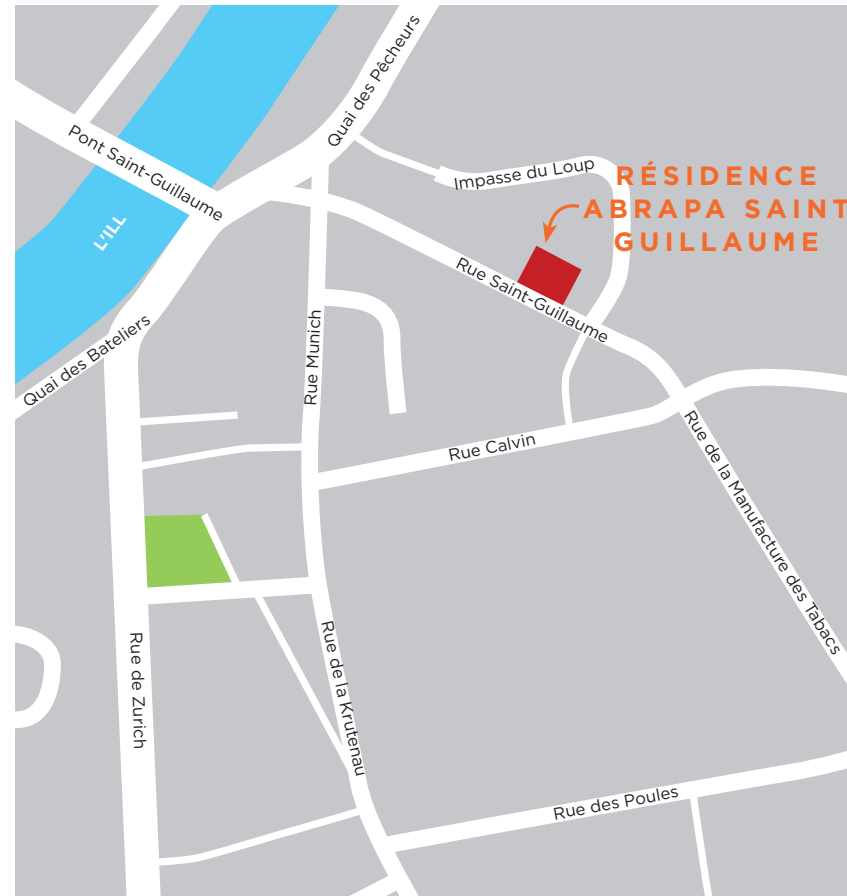 Quai des Pêcheurs
Pont Saint-Guillaume
L'ILL
Impasse du Loup
RÉSIDENCE
ABRAPA SAINT
GUILLAUME
Rue Saint-Guillaume
Quai des Bateliers
Rue Munich
Rue Calvin
Rue de la Manufacture des Tabacs
Rue de Zurich
Rue de la Krutenau
Rue des Poules